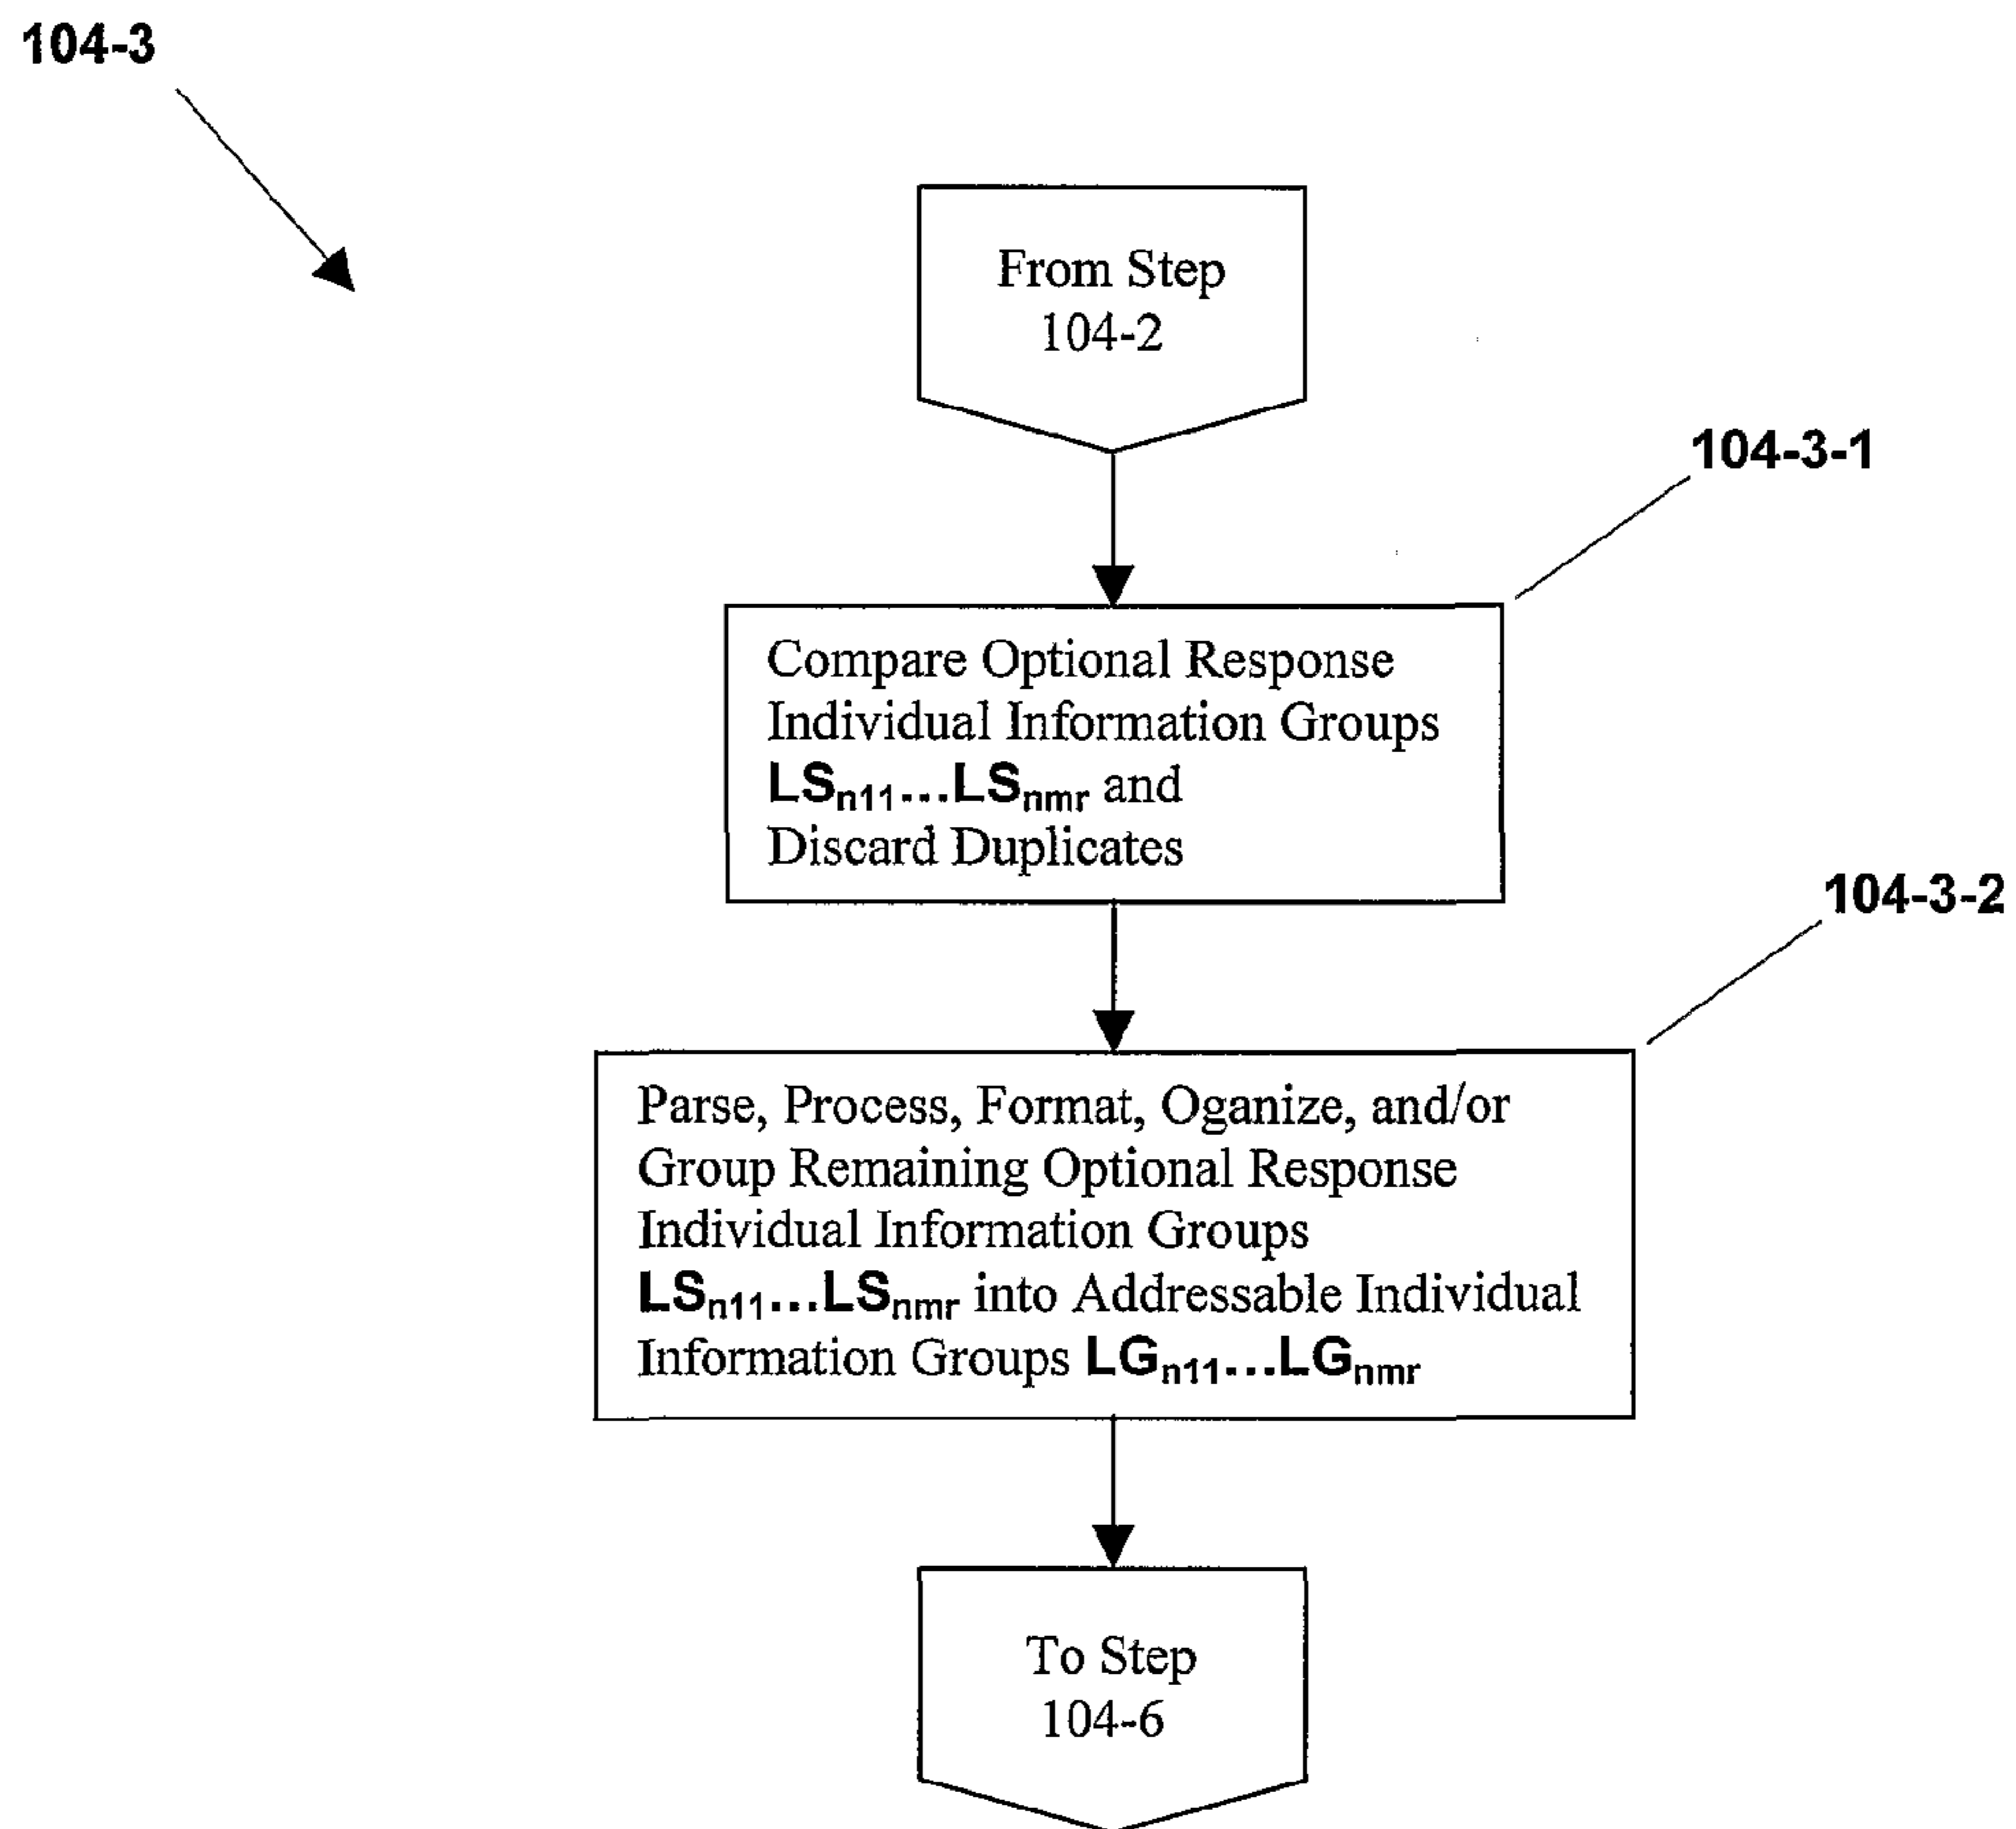 104-3
From Step
104-2
104-3-1
Compare Optional Response
Individual Information Groups
LSn11...LSnmr and
Discard Duplicates
104-3-2
Parse, Process, Format, Oganize, and/or
Group Remaining Optional Response
Individual Information Groups
LSn11...LSnmr into Addressable Individual
Information Groups LGn11...LGnmr
To Step
104-6